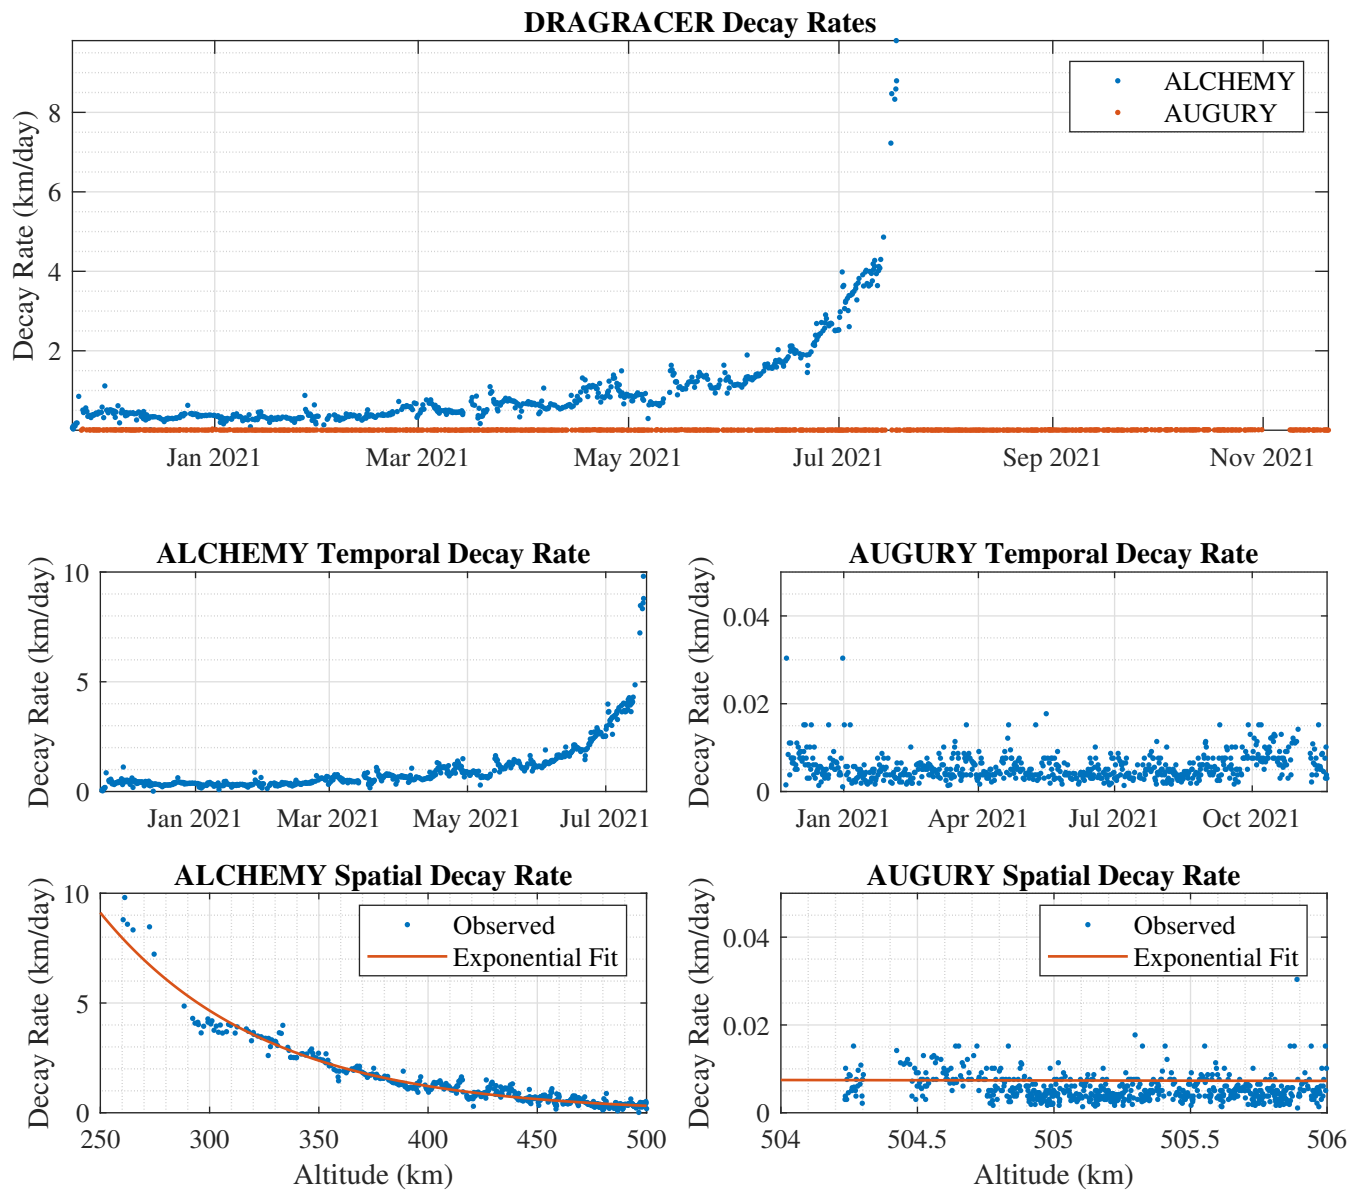 DRAGRACER Decay Rates
Decay Rate (km/day)
8
6
4
2
ALCHEMY
AUGURY
Jan 2021 Mar 2021 May 2021 Jul 2021 Sep 2021 Nov 2021
ALCHEMY Temporal Decay Rate
Decay Rate (km/day)
10
5
0
Jan 2021 Mar 2021 May 2021 Jul 2021
AUGURY Temporal Decay Rate
Decay Rate (km/day)
0.04
0.02
0
Jan 2021 Apr 2021 Jul 2021 Oct 2021
ALCHEMY Spatial Decay Rate
Decay Rate (km/day)
10
5
0
Observed
Exponential Fit
250 300 350 400 450 500
Altitude (km)
AUGURY Spatial Decay Rate
Decay Rate (km/day)
0.04
0.02
0
Observed
Exponential Fit
504 504.5 505 505.5 506
Altitude (km)